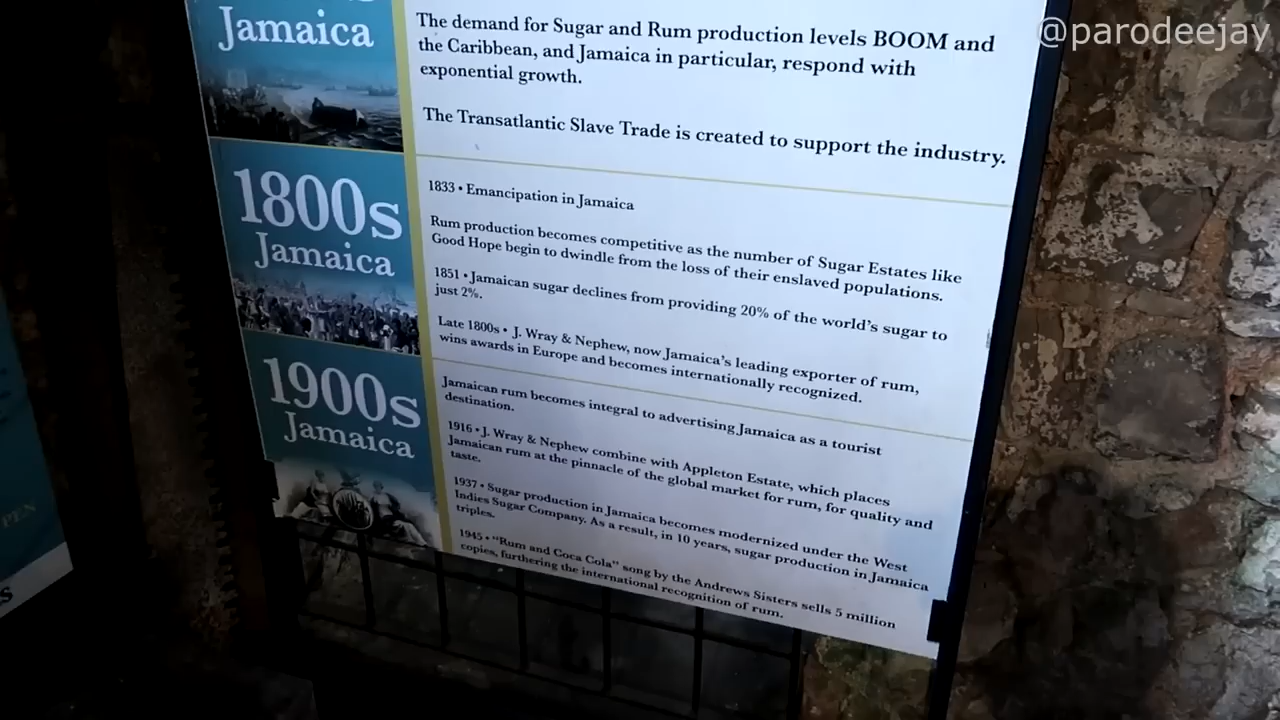 @parodeejay
Jamaica
The demand for Sugar and Rum production levels BOOM and
the Caribbean, and Jamaica in particular, respond with
exponential growth.
The Transatlantic Slave Trade is created to support the industry.
1800s
Jamaica
1833 • Emancipation in Jamaica
Rum production becomes competitive as the number of Sugar Estates like
Good Hope begin to dwindle from the loss of their enslaved populations.
1851 • Jamaican sugar declines from providing 20% of the world's sugar to
just 2%.
Late 1800s • J. Wray & Nephew, now Jamaica's leading exporter of rum,
wins awards in Europe and becomes internationally recognized.
1900s
Jamaica
Jamaican rum becomes integral to advertising Jamaica as a tourist
destination.
1916 • J. Wray & Nephew combine with Appleton Estate, which places
Jamaican rum at the pinnacle of the global market for rum, for quality and
taste.
1937 • Sugar production in Jamaica becomes modernized under the West
Indies Sugar Company. As a result, in 10 years, sugar production in Jamaica
triples.
1945 • "Rum and Coca Cola" song by the Andrews Sisters sells 5 million
copies, furthering the international recognition of rum.